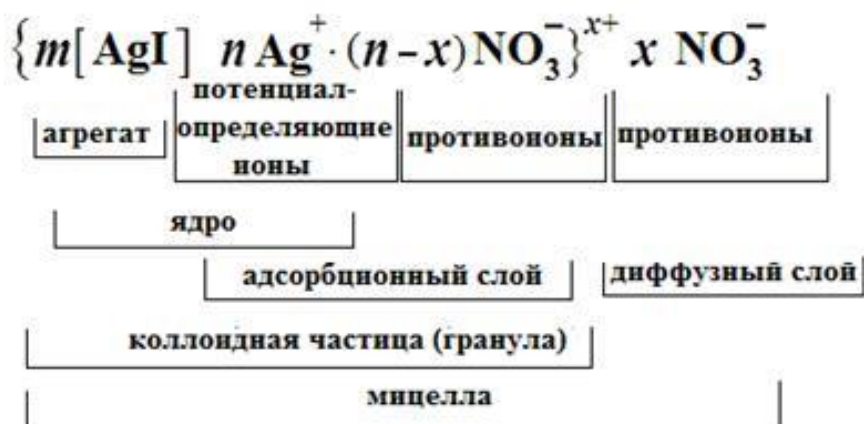 {m[AgI] nAg⁺·(n−x)NO₃⁻}ˣ⁺ x NO₃⁻
агрегат
потенциал-
определяющие
ионы
противоионы
противоионы
ядро
адсорбционный слой
диффузный слой
коллоидная частица (гранула)
мицелла